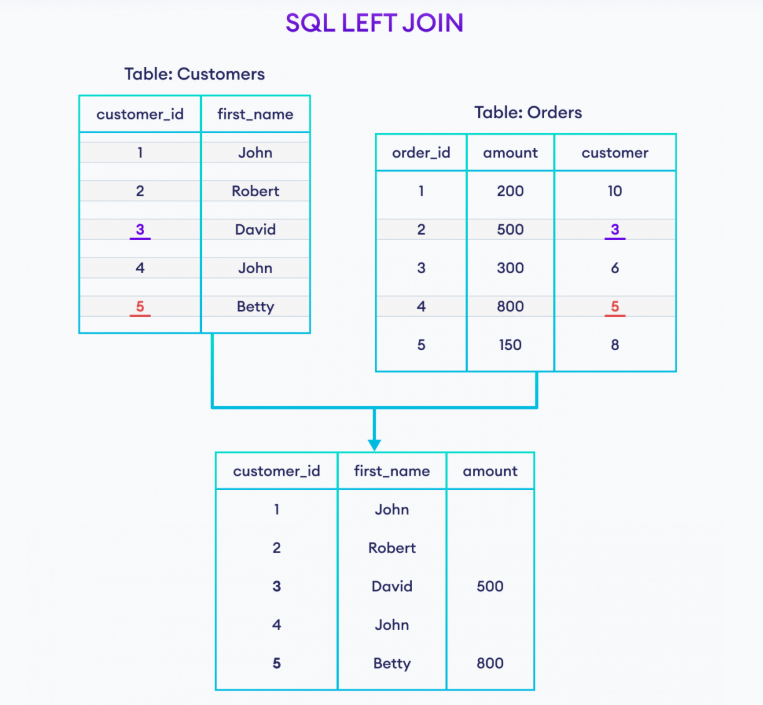 SQL LEFT JOIN
Table: Customers
customer_id first_name
1 John
2 Robert
3 David
4 John
5 Betty
Table: Orders
order_id amount customer
1 200 10
2 500 3
3 300 6
4 800 5
5 150 8
customer_id first_name amount
1 John
2 Robert
3 David 500
4 John
5 Betty 800